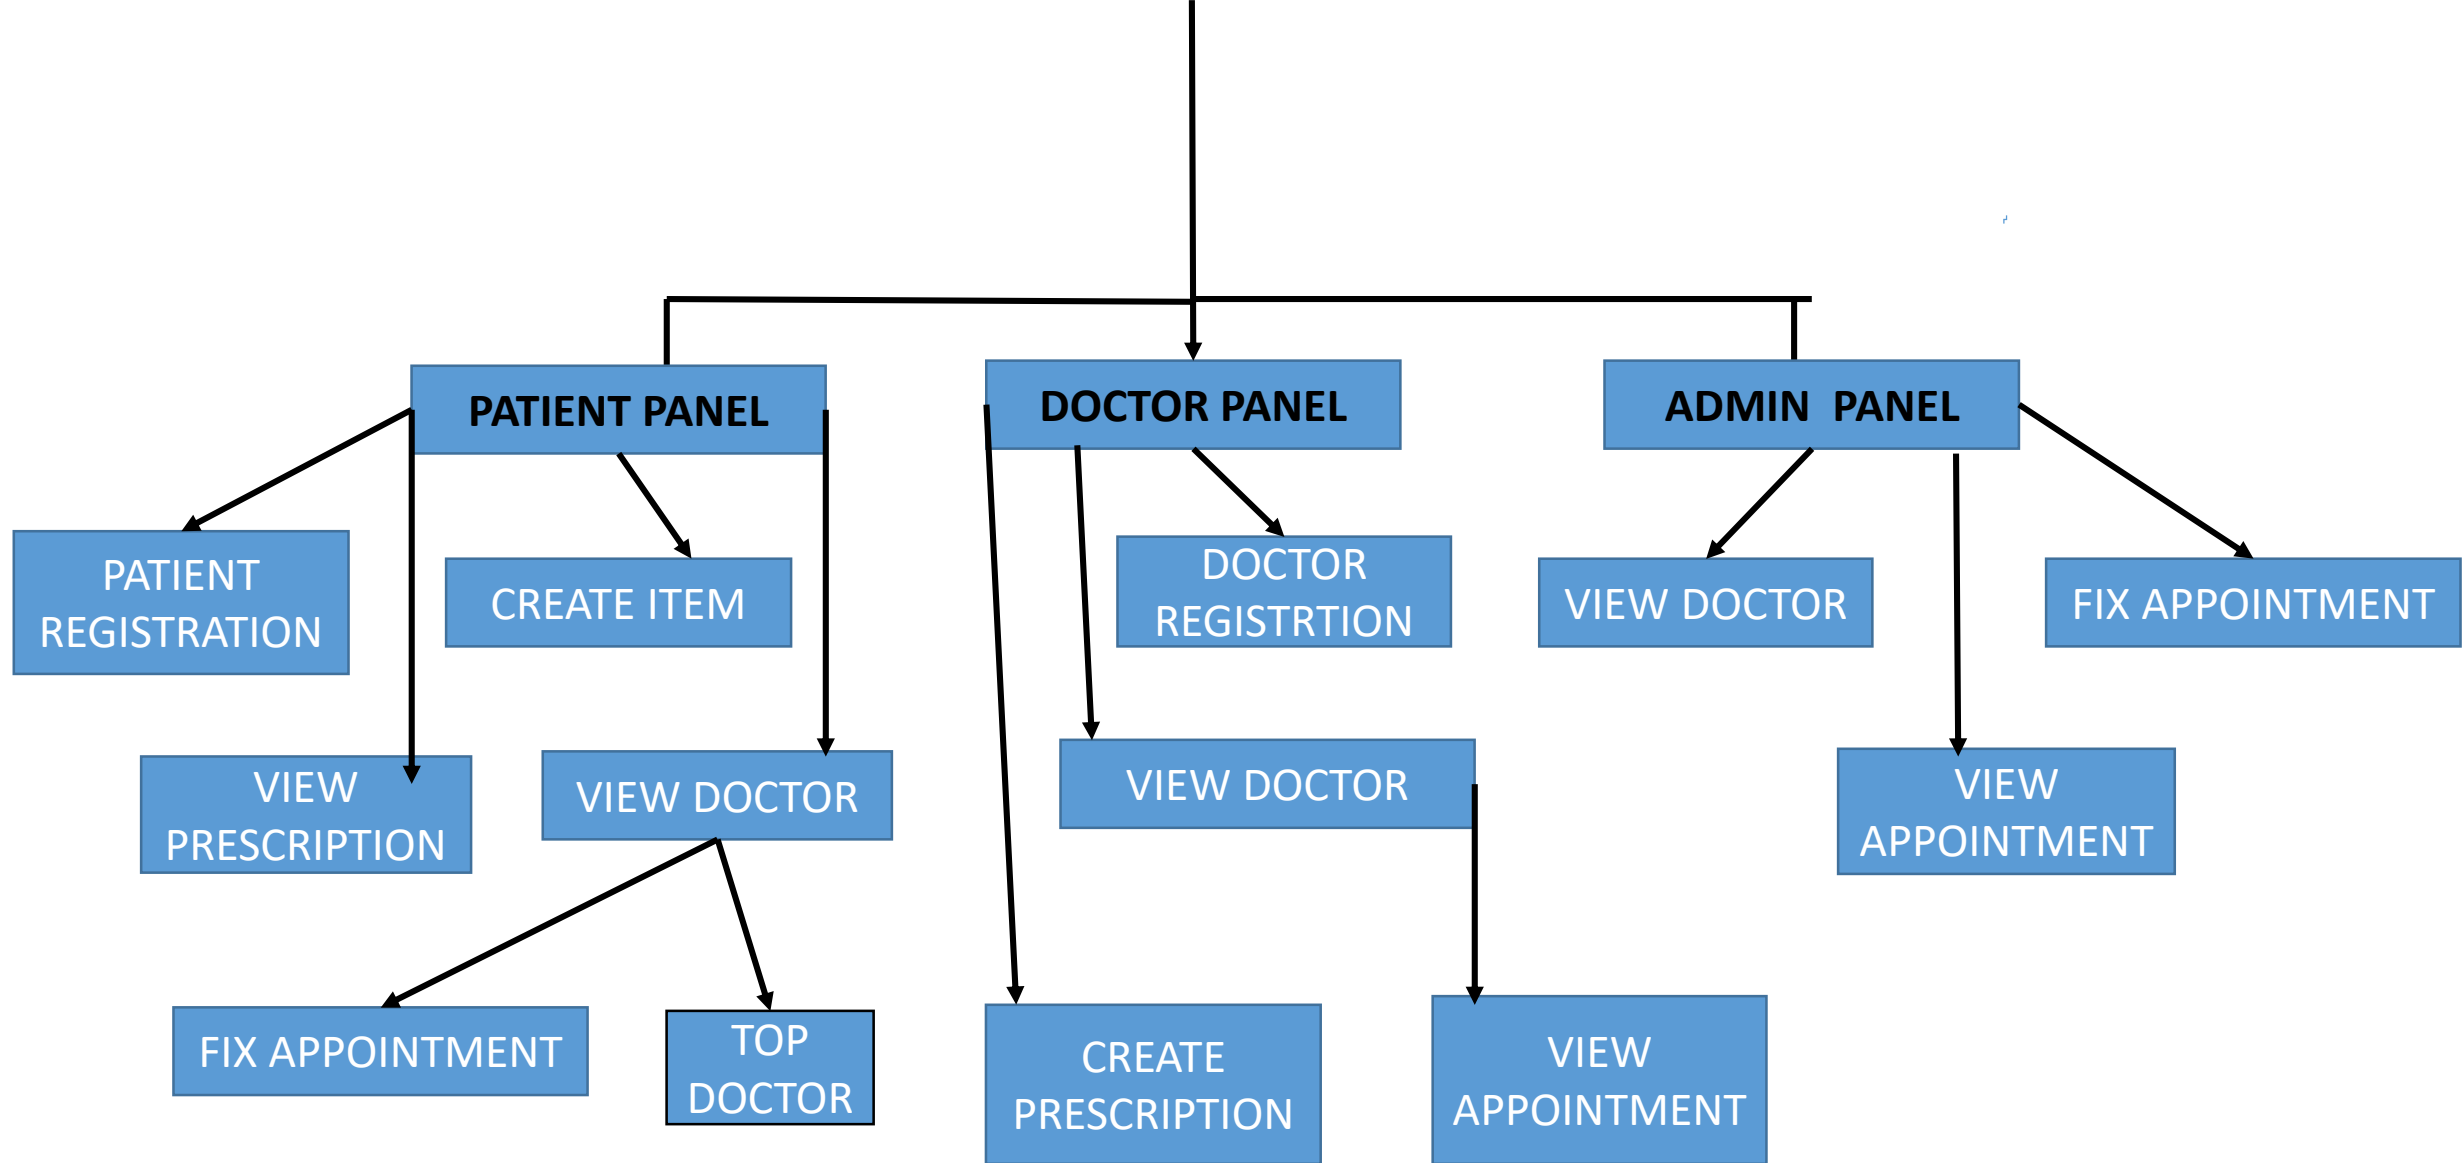 PATIENT PANEL
DOCTOR PANEL
ADMIN  PANEL
PATIENT
REGISTRATION
CREATE ITEM
DOCTOR
REGISTRTION
VIEW DOCTOR
FIX APPOINTMENT
VIEW
PRESCRIPTION
VIEW DOCTOR
VIEW DOCTOR
VIEW
APPOINTMENT
FIX APPOINTMENT
TOP
DOCTOR
CREATE
PRESCRIPTION
VIEW
APPOINTMENT